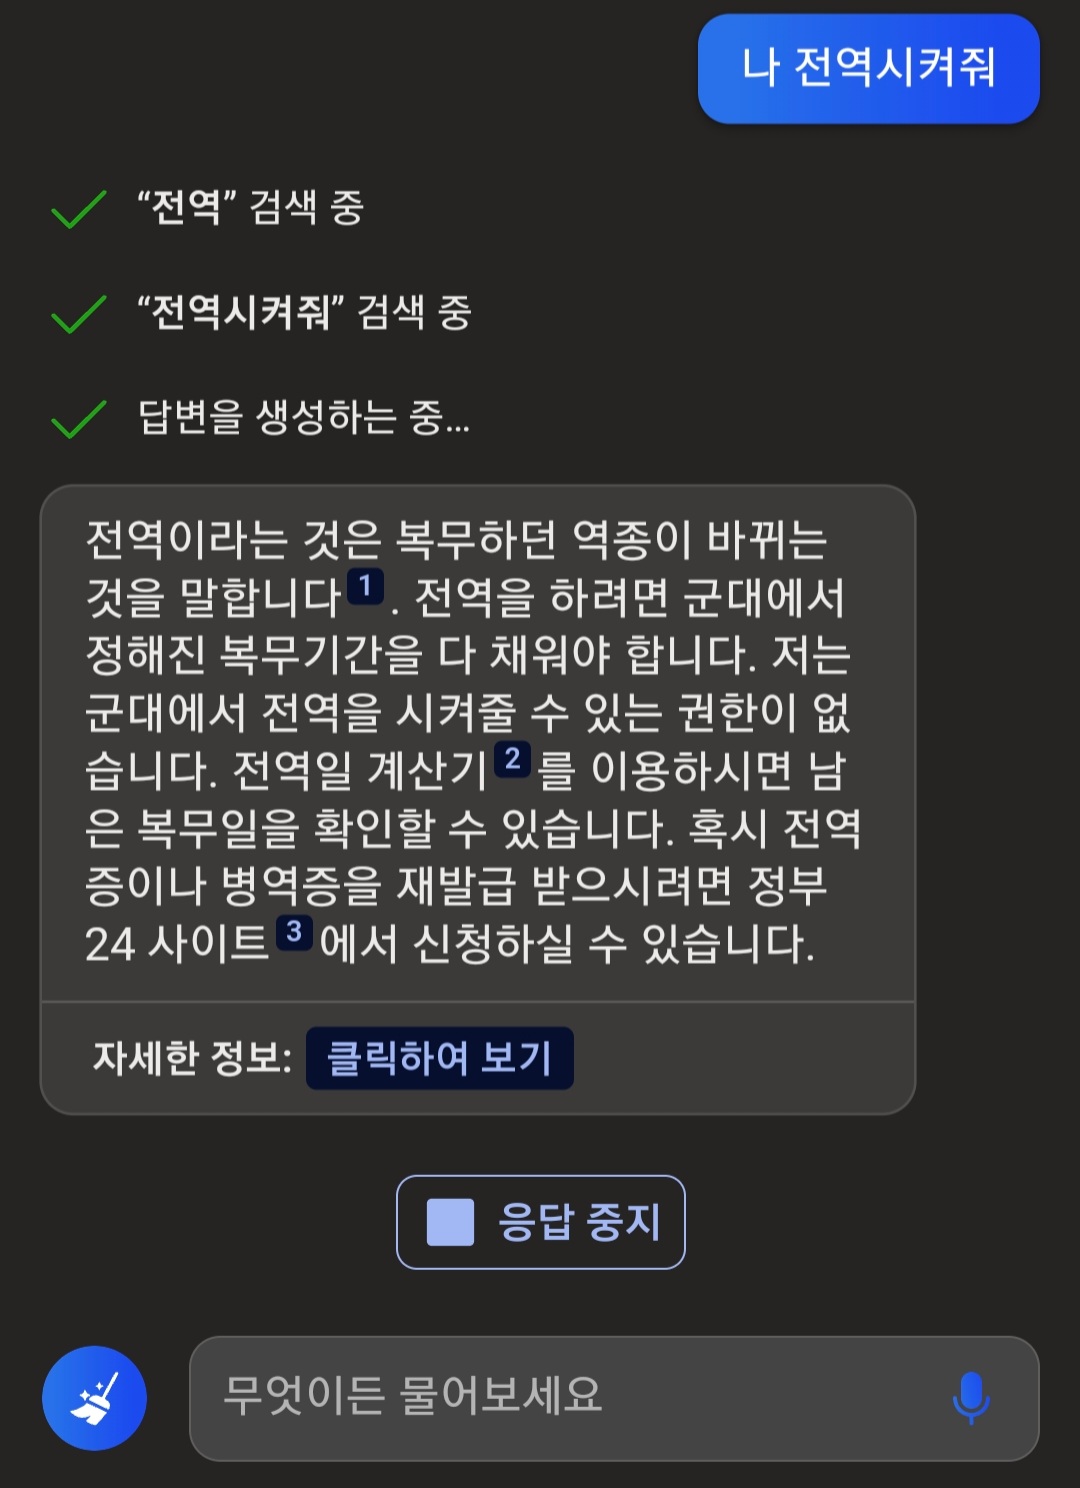 나 전역시켜줘
“전역” 검색 중
“전역시켜줘” 검색 중
답변을 생성하는 중...
전역이라는 것은 복무하던 역종이 바뀌는
것을 말합니다1. 전역을 하려면 군대에서
정해진 복무기간을 다 채워야 합니다. 저는
군대에서 전역을 시켜줄 수 있는 권한이 없
습니다. 전역일 계산기2를 이용하시면 남
은 복무일을 확인할 수 있습니다. 혹시 전역
증이나 병역증을 재발급 받으시려면 정부
24 사이트3에서 신청하실 수 있습니다.
자세한 정보: 클릭하여 보기
응답 중지
무엇이든 물어보세요